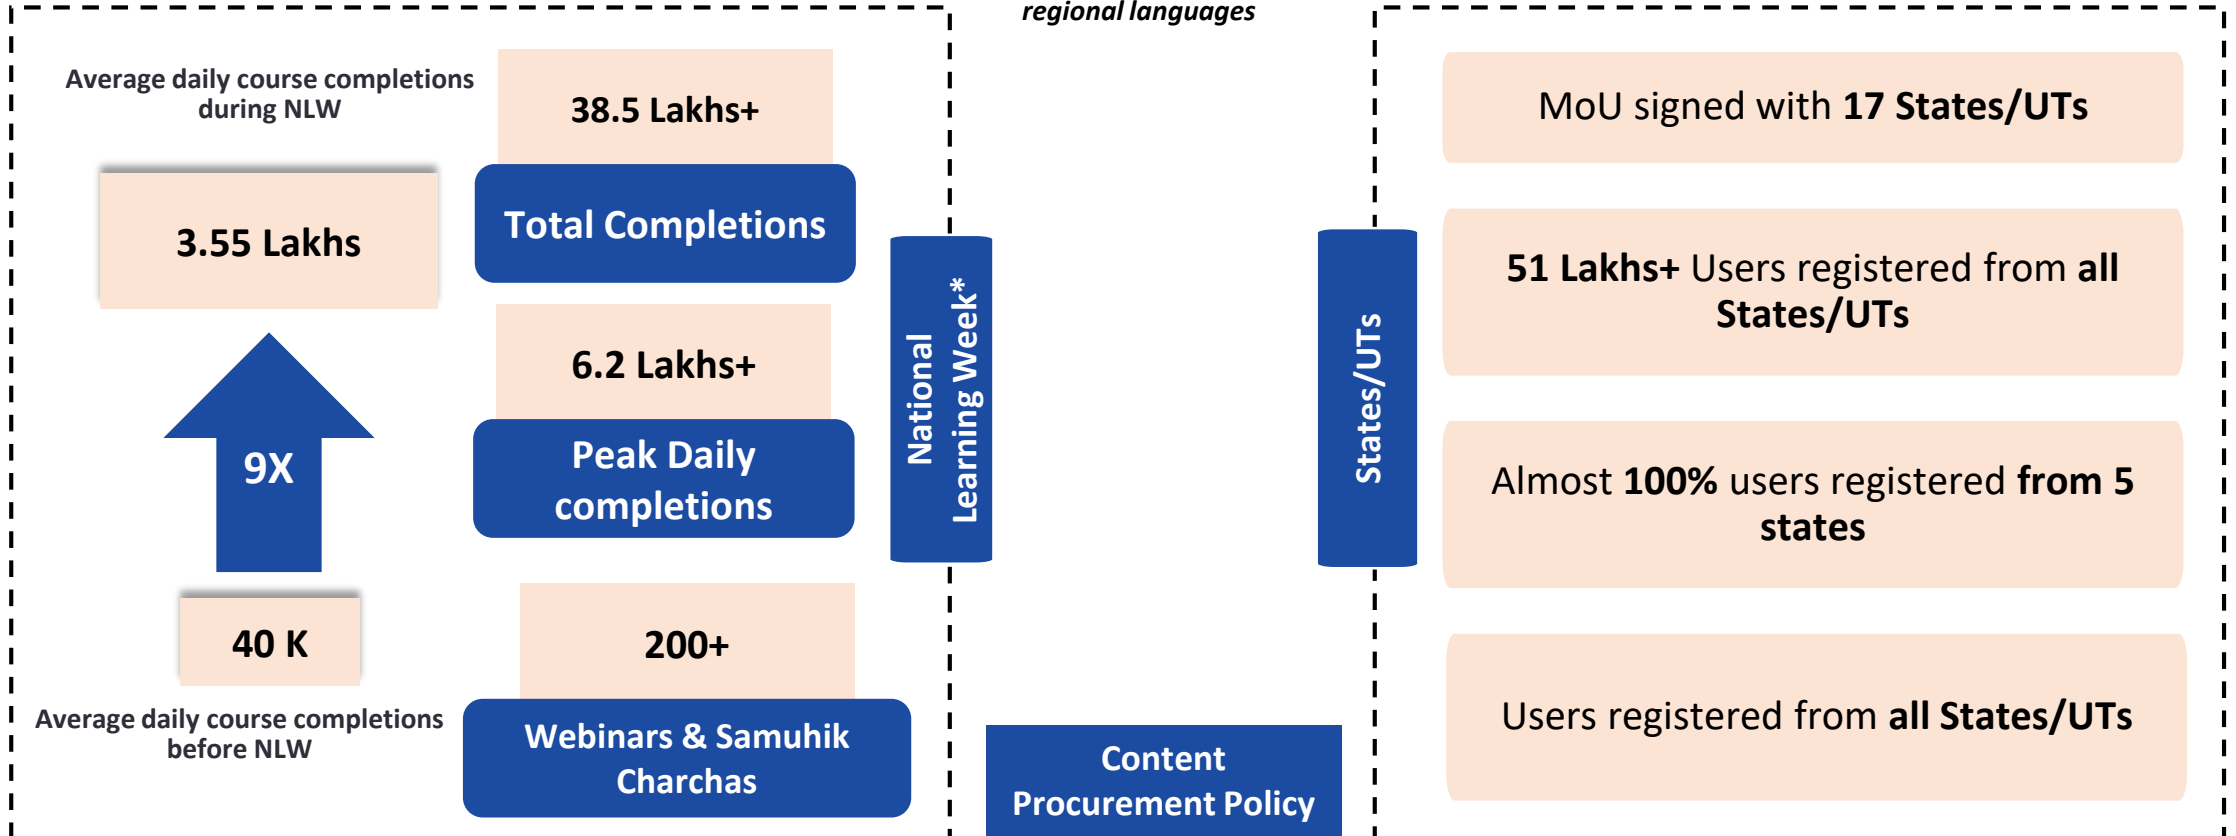 regional languages
Average daily course completions
during NLW
3.55 Lakhs
9X
40 K
Average daily course completions
before NLW
38.5 Lakhs+
Total Completions
6.2 Lakhs+
Peak Daily
completions
200+
Webinars & Samuhik
Charchas
National
Learning Week*
Content
Procurement Policy
States/UTs
MoU signed with 17 States/UTs
51 Lakhs+ Users registered from all
States/UTs
Almost 100% users registered from 5
states
Users registered from all States/UTs